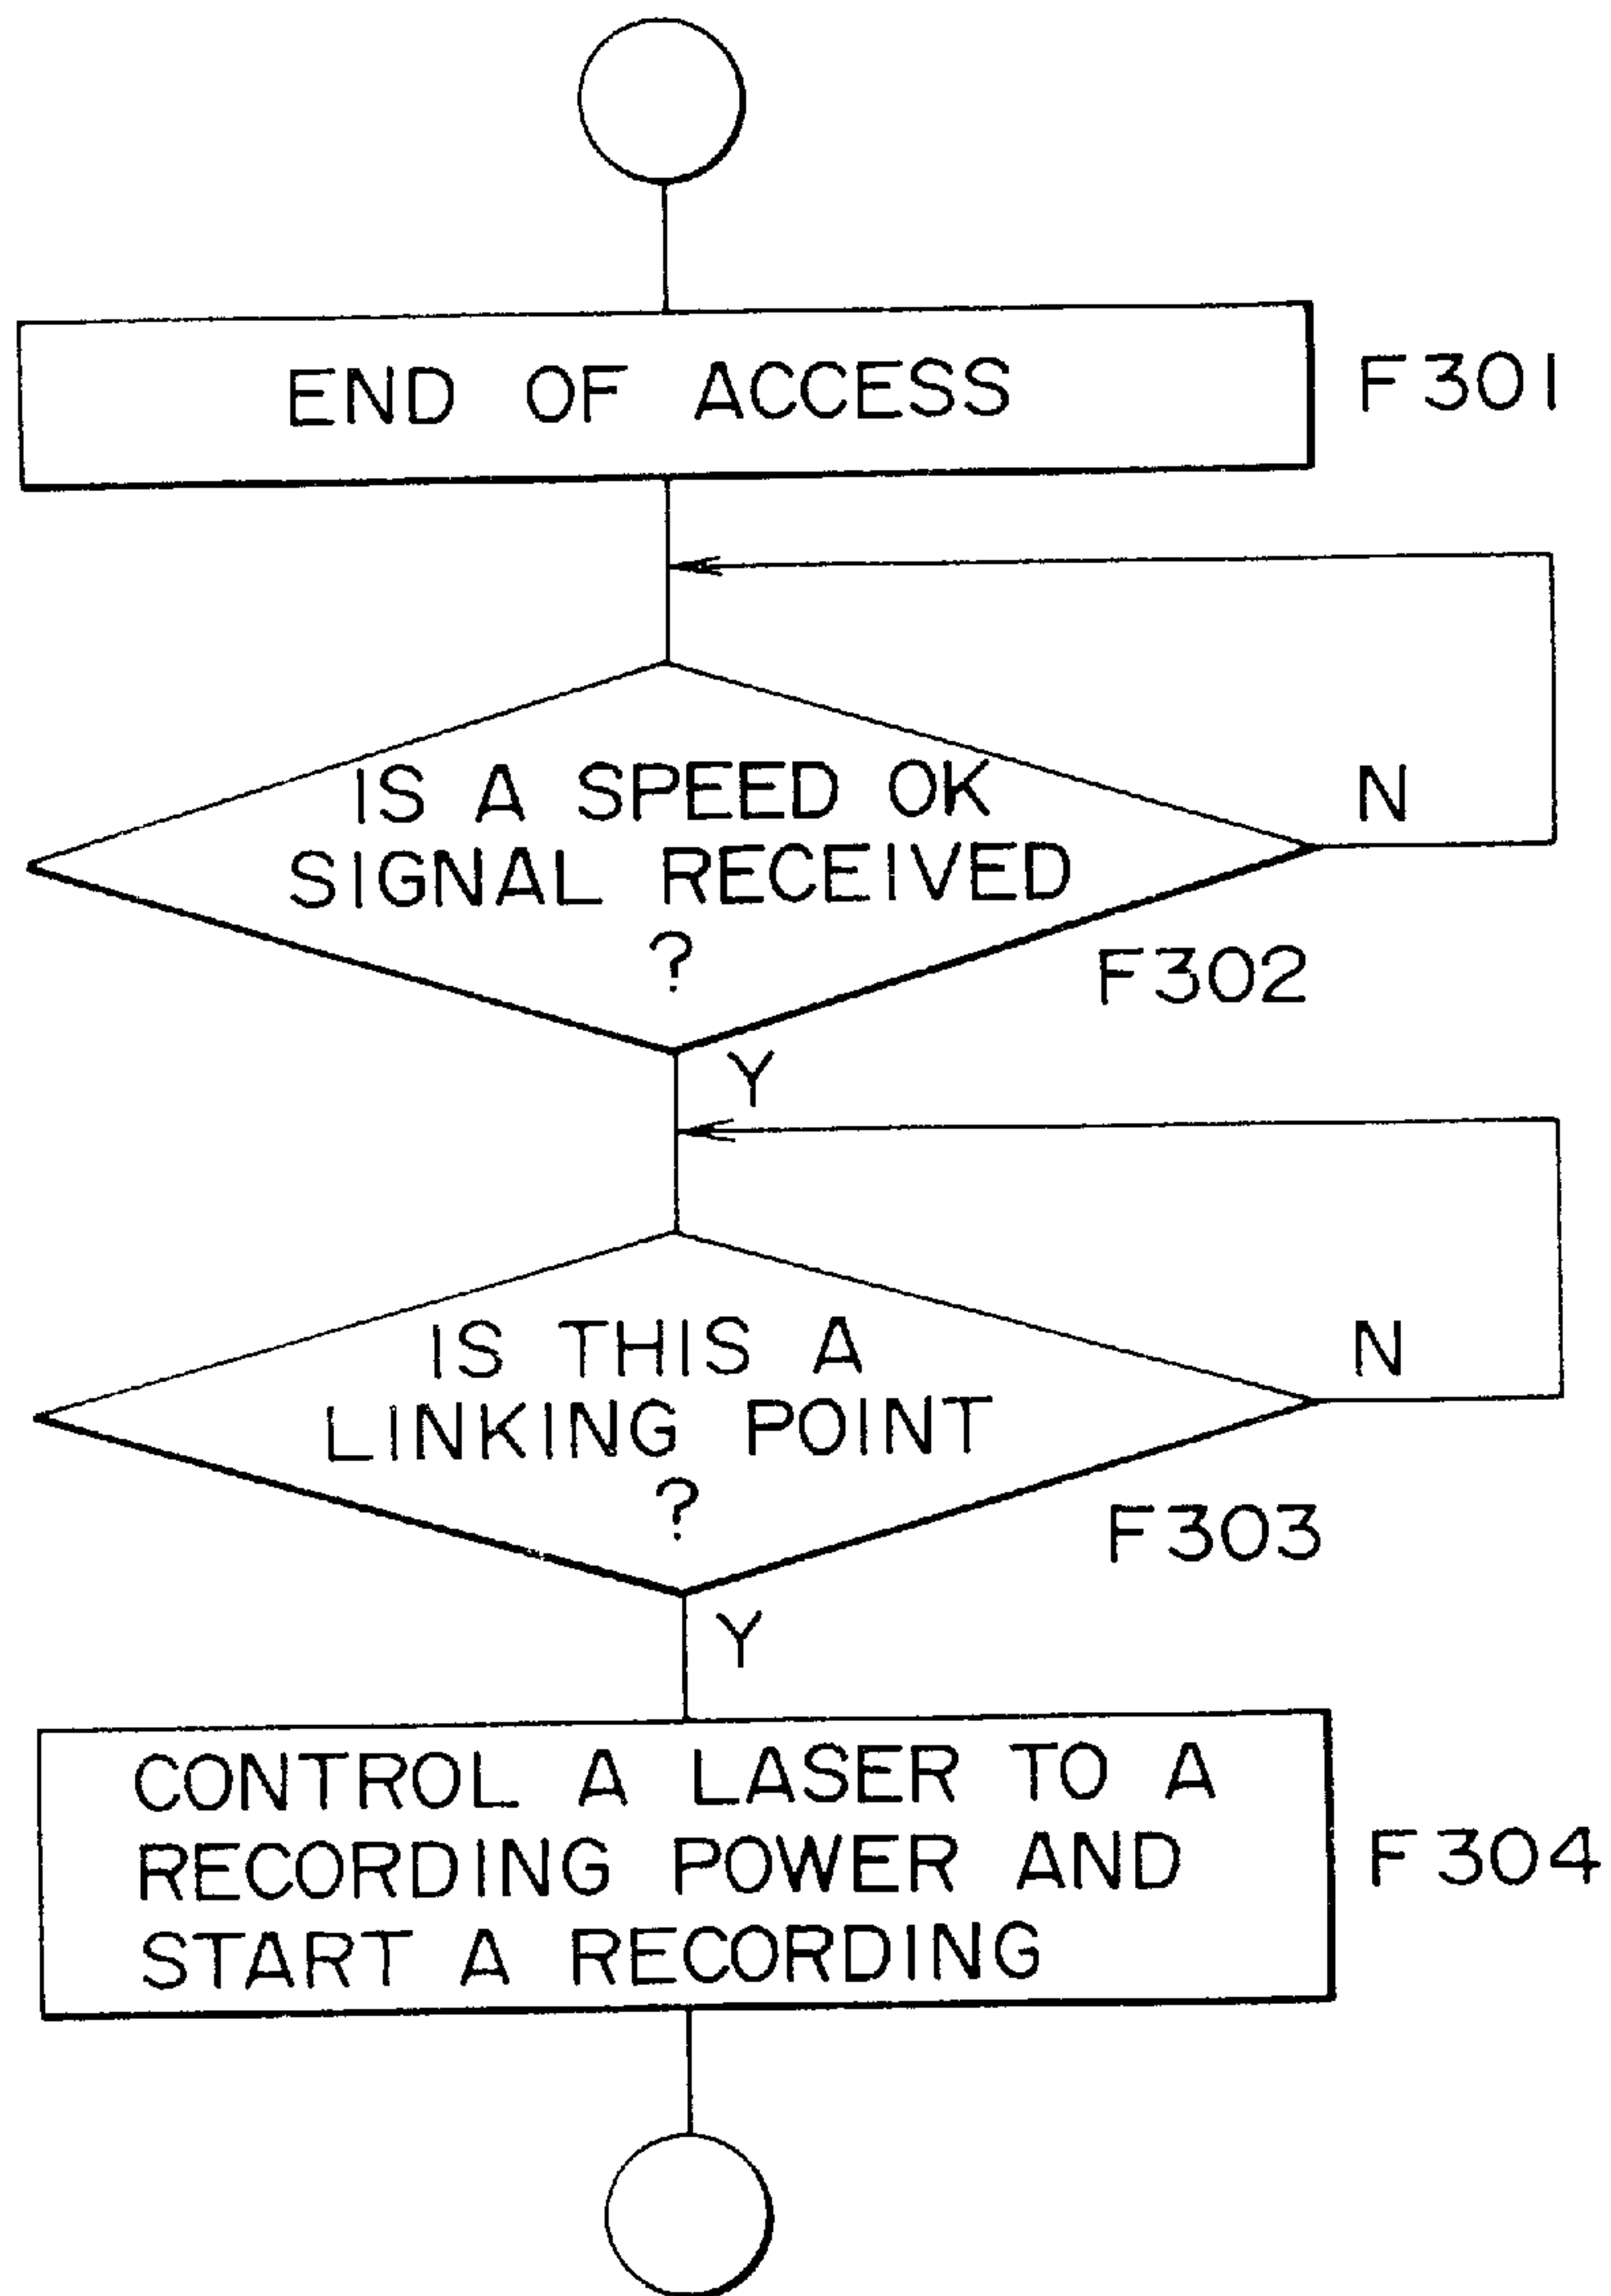 END OF ACCESS
F301
IS A SPEED OK
SIGNAL RECEIVED
?
N
F302
Y
IS THIS A
LINKING POINT
?
N
F303
Y
CONTROL A LASER TO A
RECORDING POWER AND
START A RECORDING
F304